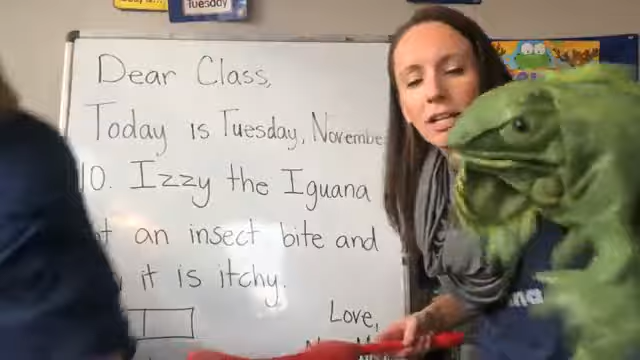 Tuesday
Dear Class,
Today is Tuesday, Novembe
10. Izzy the Iguana
an insect bite and
it is itchy.
Love,